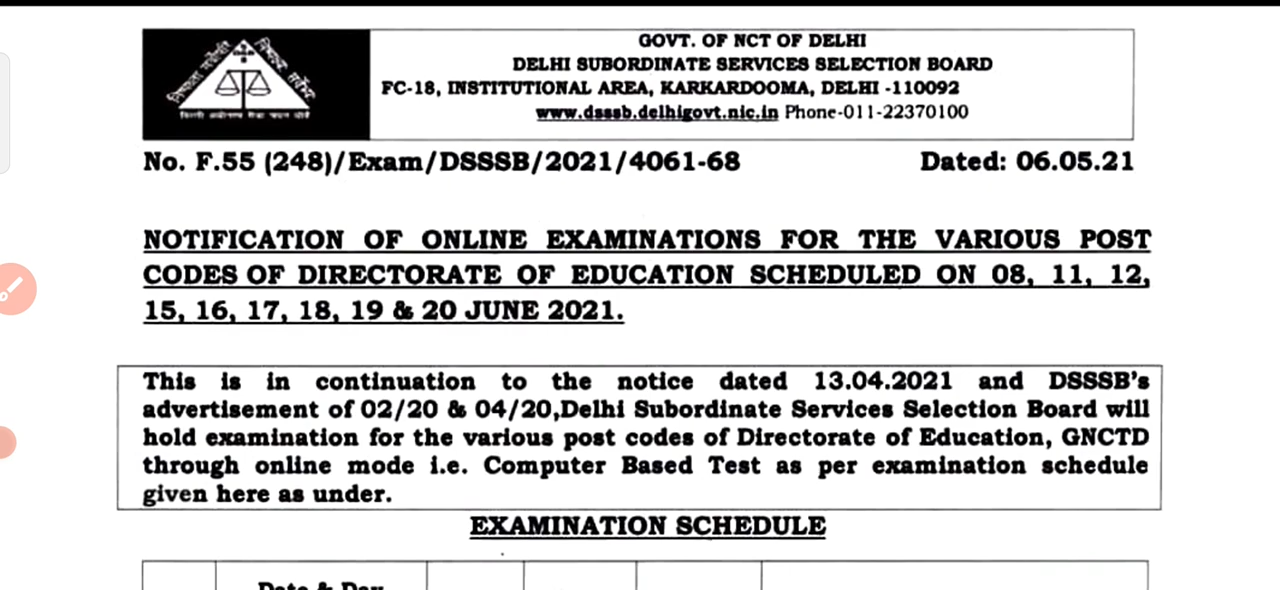 GOVT. OF NCT OF DELHI
DELHI SUBORDINATE SERVICES SELECTION BOARD
FC-18, INSTITUTIONAL AREA, KARKARDOOMA, DELHI -110092
www.dsssb.delhigovt.nic.in Phone-011-22370100
No. F.55 (248)/Exam/DSSSB/2021/4061-68 Dated: 06.05.21
NOTIFICATION OF ONLINE EXAMINATIONS FOR THE VARIOUS POST
CODES OF DIRECTORATE OF EDUCATION SCHEDULED ON 08, 11, 12,
15, 16, 17, 18, 19 & 20 JUNE 2021.
This is in continuation to the notice dated 13.04.2021 and DSSSB's
advertisement of 02/20 & 04/20,Delhi Subordinate Services Selection Board will
hold examination for the various post codes of Directorate of Education, GNCTD
through online mode i.e. Computer Based Test as per examination schedule
given here as under.
EXAMINATION SCHEDULE
Date & Day